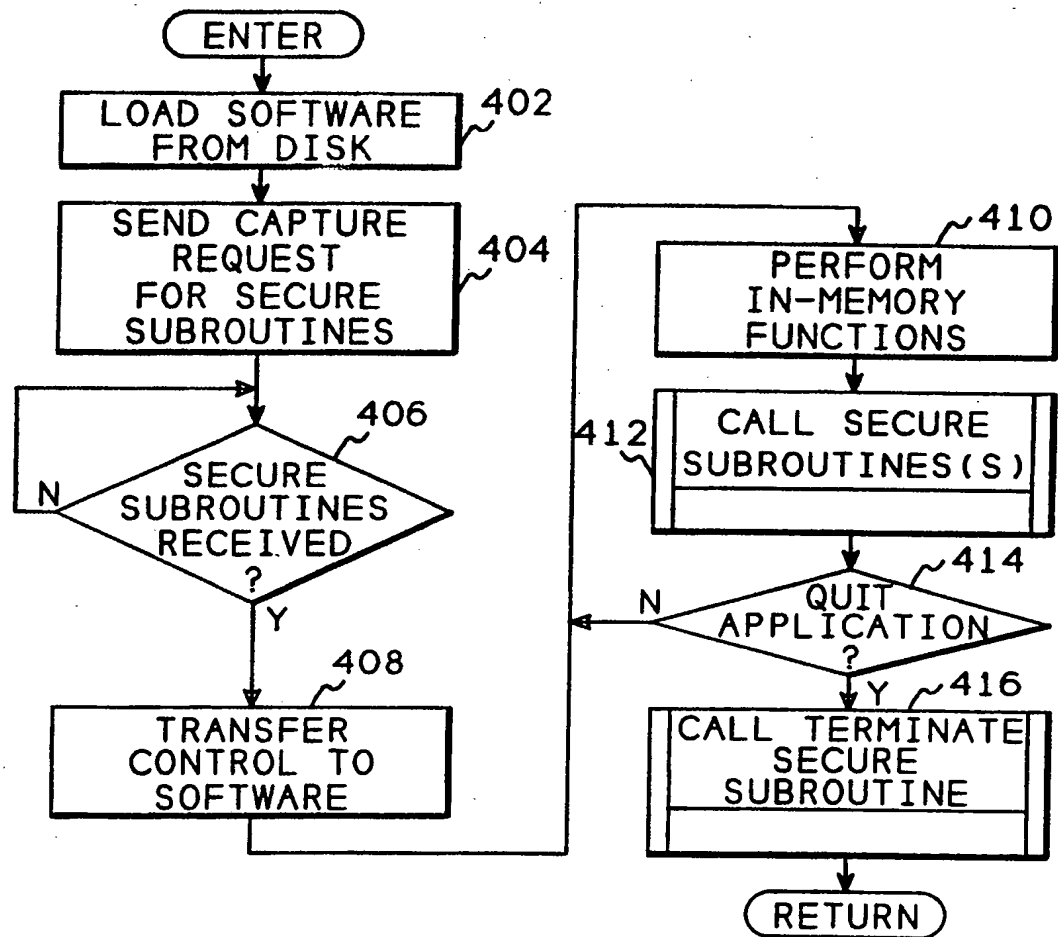 ENTER
LOAD SOFTWARE
FROM DISK
402
SEND CAPTURE
REQUEST
FOR SECURE
SUBROUTINES
404
406
SECURE
SUBROUTINES
RECEIVED
?
N
Y
408
TRANSFER
CONTROL TO
SOFTWARE
410
PERFORM
IN-MEMORY
FUNCTIONS
412
CALL SECURE
SUBROUTINES(S)
414
QUIT
APPLICATION
?
N
Y
416
CALL TERMINATE
SECURE
SUBROUTINE
RETURN